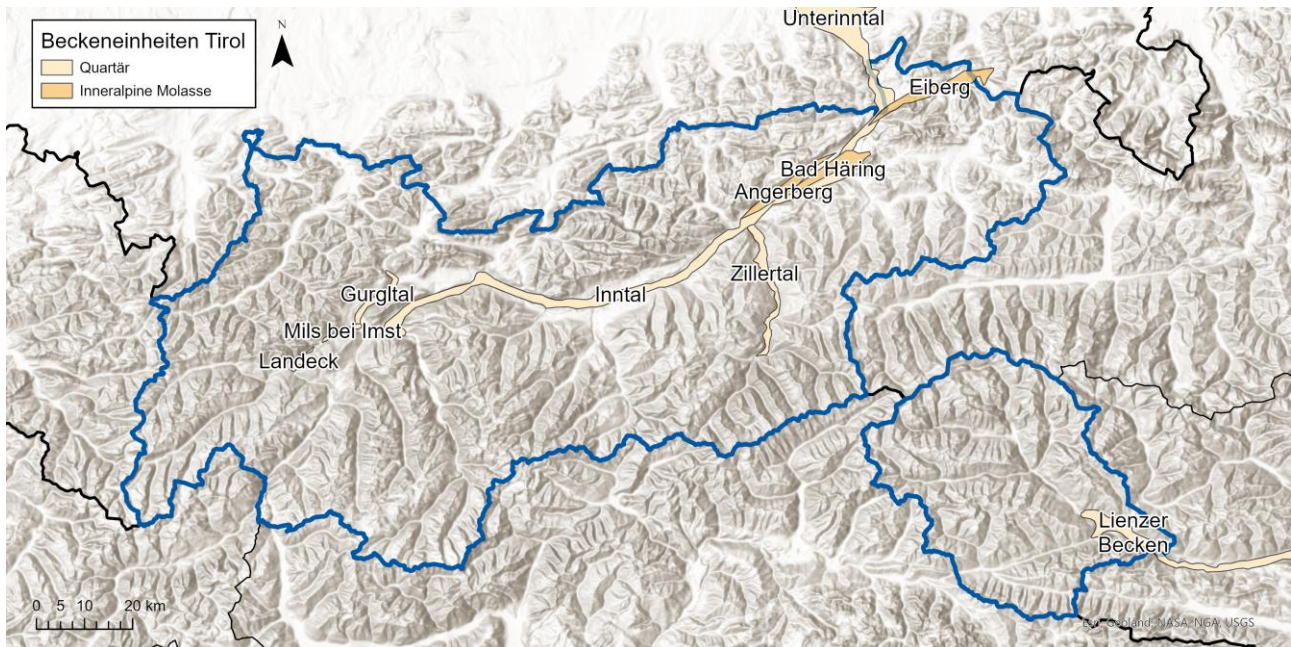 Beckeneinheiten Tirol
Quartär
Inneralpine Molasse
N
Unterinntal
Eiberg
Bad Häring
Angerberg
Zillertal
Gurgltal
Inntal
Mils bei Imst
Landeck
Lienzer
Becken
0 5 10 20 km
Esri, Geoland, NASA, NGA, USGS